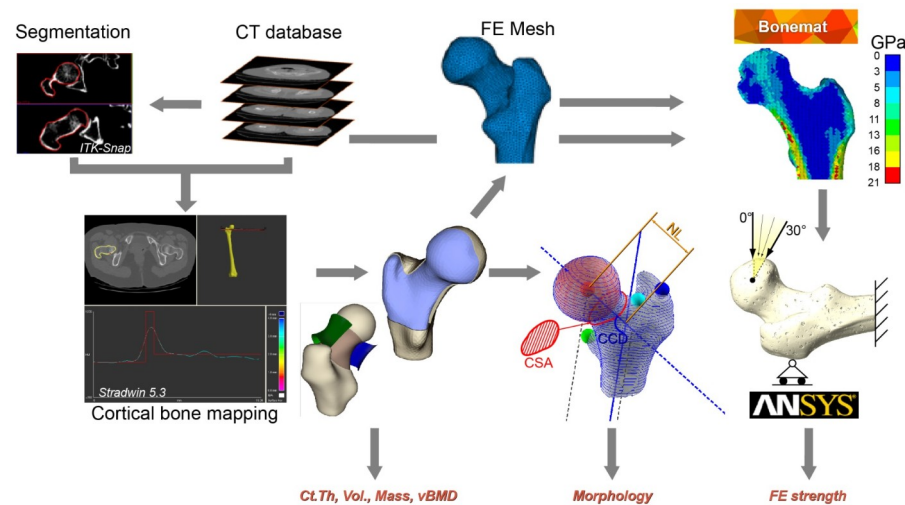 Segmentation
CT database
FE Mesh
Bonemat
GPa
0
3
5
8
11
13
16
18
21
ITK-Snap
0°
30°
NL
CCD
CSA
Stradwin 5.3
Cortical bone mapping
ANSYS®
Ct.Th, Vol., Mass, vBMD
Morphology
FE strength